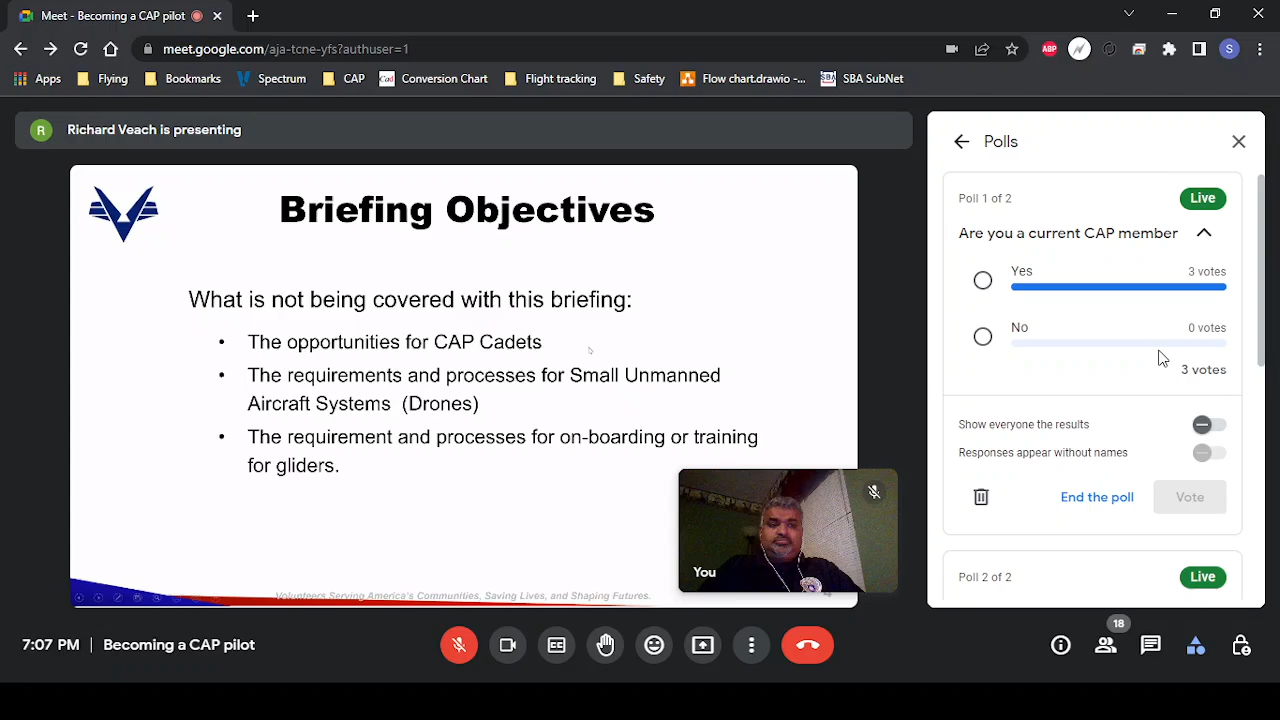 Meet - Becoming a CAP pilot
meet.google.com/aja-tcne-yfs?authuser=1
ABP
S
Apps
Flying
Bookmarks
Spectrum
CAP
Cad
Conversion Chart
Flight tracking
Safety
Flow chart.drawio -...
SBA
SBA SubNet
R
Richard Veach is presenting
Briefing Objectives
What is not being covered with this briefing:
• The opportunities for CAP Cadets
• The requirements and processes for Small Unmanned
Aircraft Systems (Drones)
• The requirement and processes for on-boarding or training
for gliders.
Volunteers Serving America's Communities, Saving Lives, and Shaping Futures.
You
Polls
Poll 1 of 2
Live
Are you a current CAP member
Yes
3 votes
No
0 votes
3 votes
Show everyone the results
Responses appear without names
End the poll
Vote
Poll 2 of 2
Live
7:07 PM | Becoming a CAP pilot
CC
18